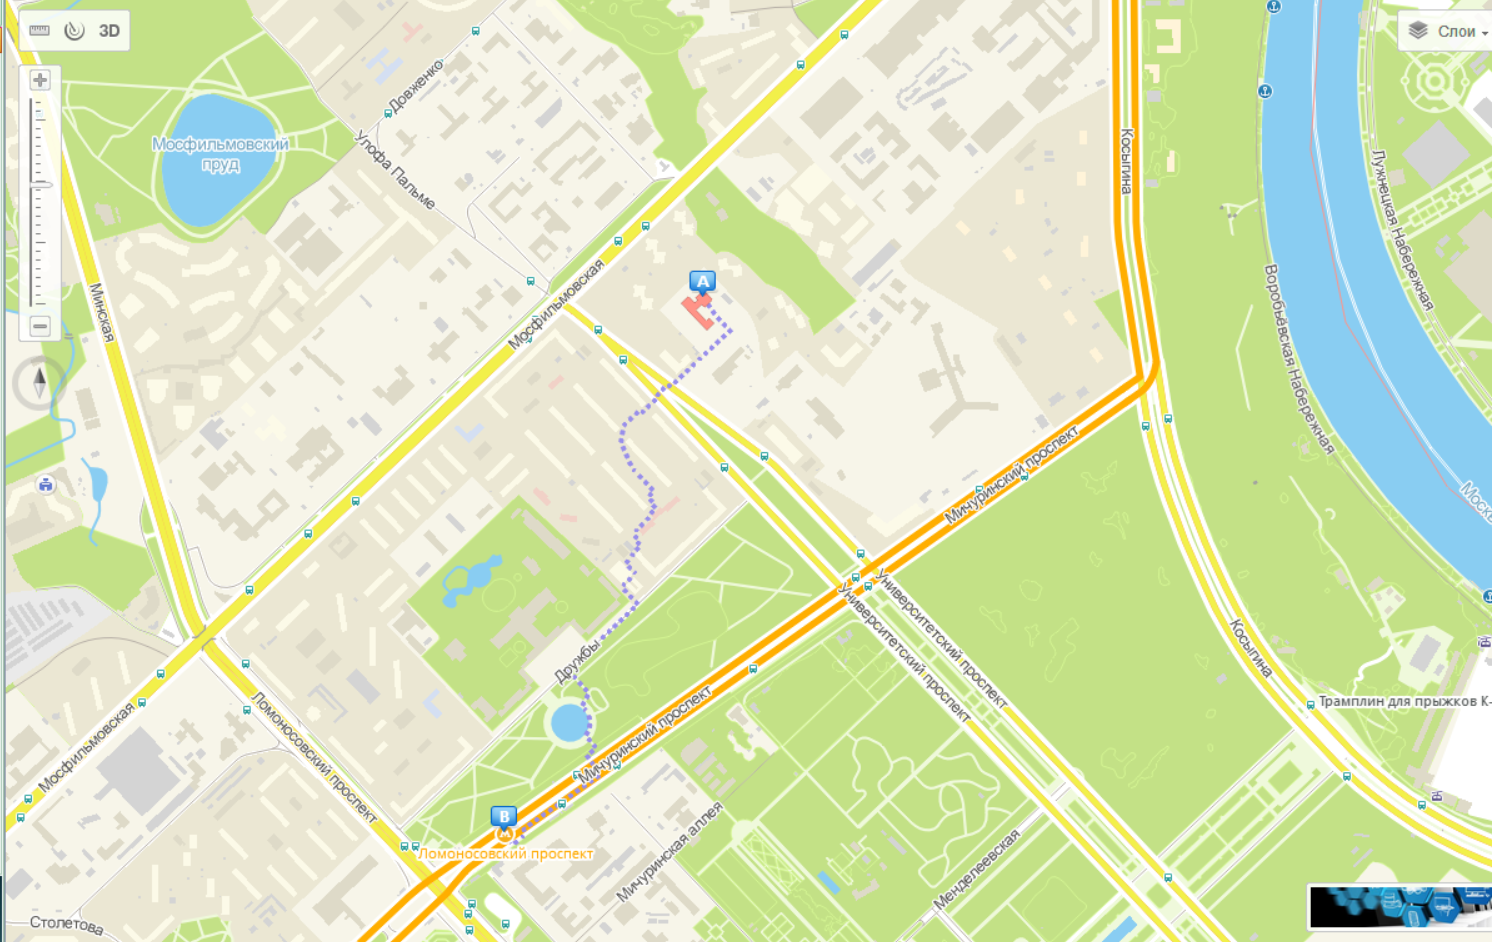 3D
Слои
Довженко
Улофа Пальме
Мосфильмовский
пруд
Косыгина
Лужнецкая Набережная
Минская
Мосфильмовская
A
Воробьёвская Набережная
Мичуринский проспект
Университетский проспект
Университетский проспект
Косыгина
Дружбы
Трамплин для прыжков К-
Мосфильмовская
Ломоносовский проспект
Мичуринский проспект
B
Ломоносовский проспект
Мичуринская аллея
Менделеевская
Столетова